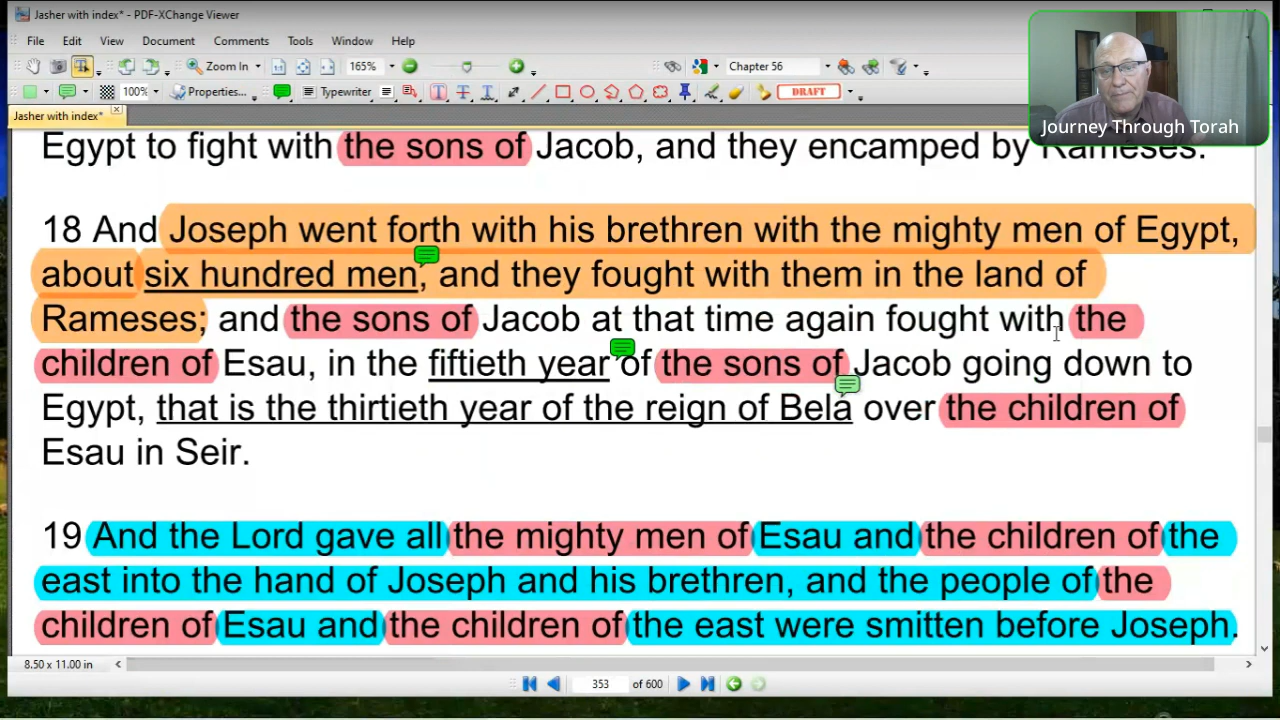 Jasher with index* - PDF-XChange Viewer
File Edit View Document Comments Tools Window Help
Zoom In 165% Chapter 56
100% Properties... Typewriter DRAFT
Jasher with index*
Journey Through Torah
Egypt to fight with the sons of Jacob, and they encamped by Rameses.
18 And Joseph went forth with his brethren with the mighty men of Egypt,
about six hundred men, and they fought with them in the land of
Rameses; and the sons of Jacob at that time again fought with the
children of Esau, in the fiftieth year of the sons of Jacob going down to
Egypt, that is the thirtieth year of the reign of Bela over the children of
Esau in Seir.
19 And the Lord gave all the mighty men of Esau and the children of the
east into the hand of Joseph and his brethren, and the people of the
children of Esau and the children of the east were smitten before Joseph.
8.50 x 11.00 in
353 of 600